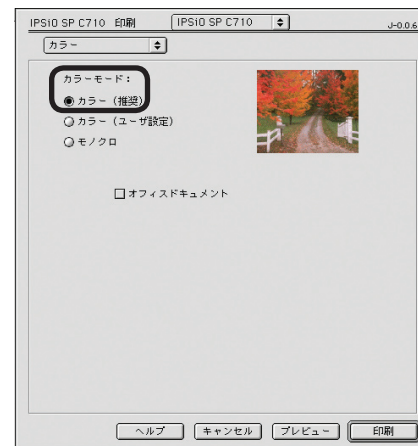 IPSiO SP C710 印刷 IPSiO SP C710 J-0.0.6
カラー
カラーモード：
カラー（推奨）
カラー（ユーザ設定）
モノクロ
オフィスドキュメント
ヘルプ キャンセル プレビュー 印刷